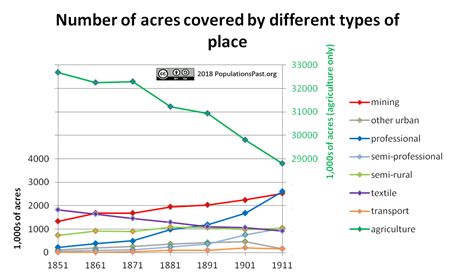 Number of acres covered by different types of
place
2018 PopulationsPast.org
33000
32000
31000
30000
29000
1,000s of acres (agriculture only)
4000
3000
2000
1000
0
1,000s of acres
1851 1861 1871 1881 1891 1901 1911
mining
other urban
professional
semi-professional
semi-rural
textile
transport
agriculture